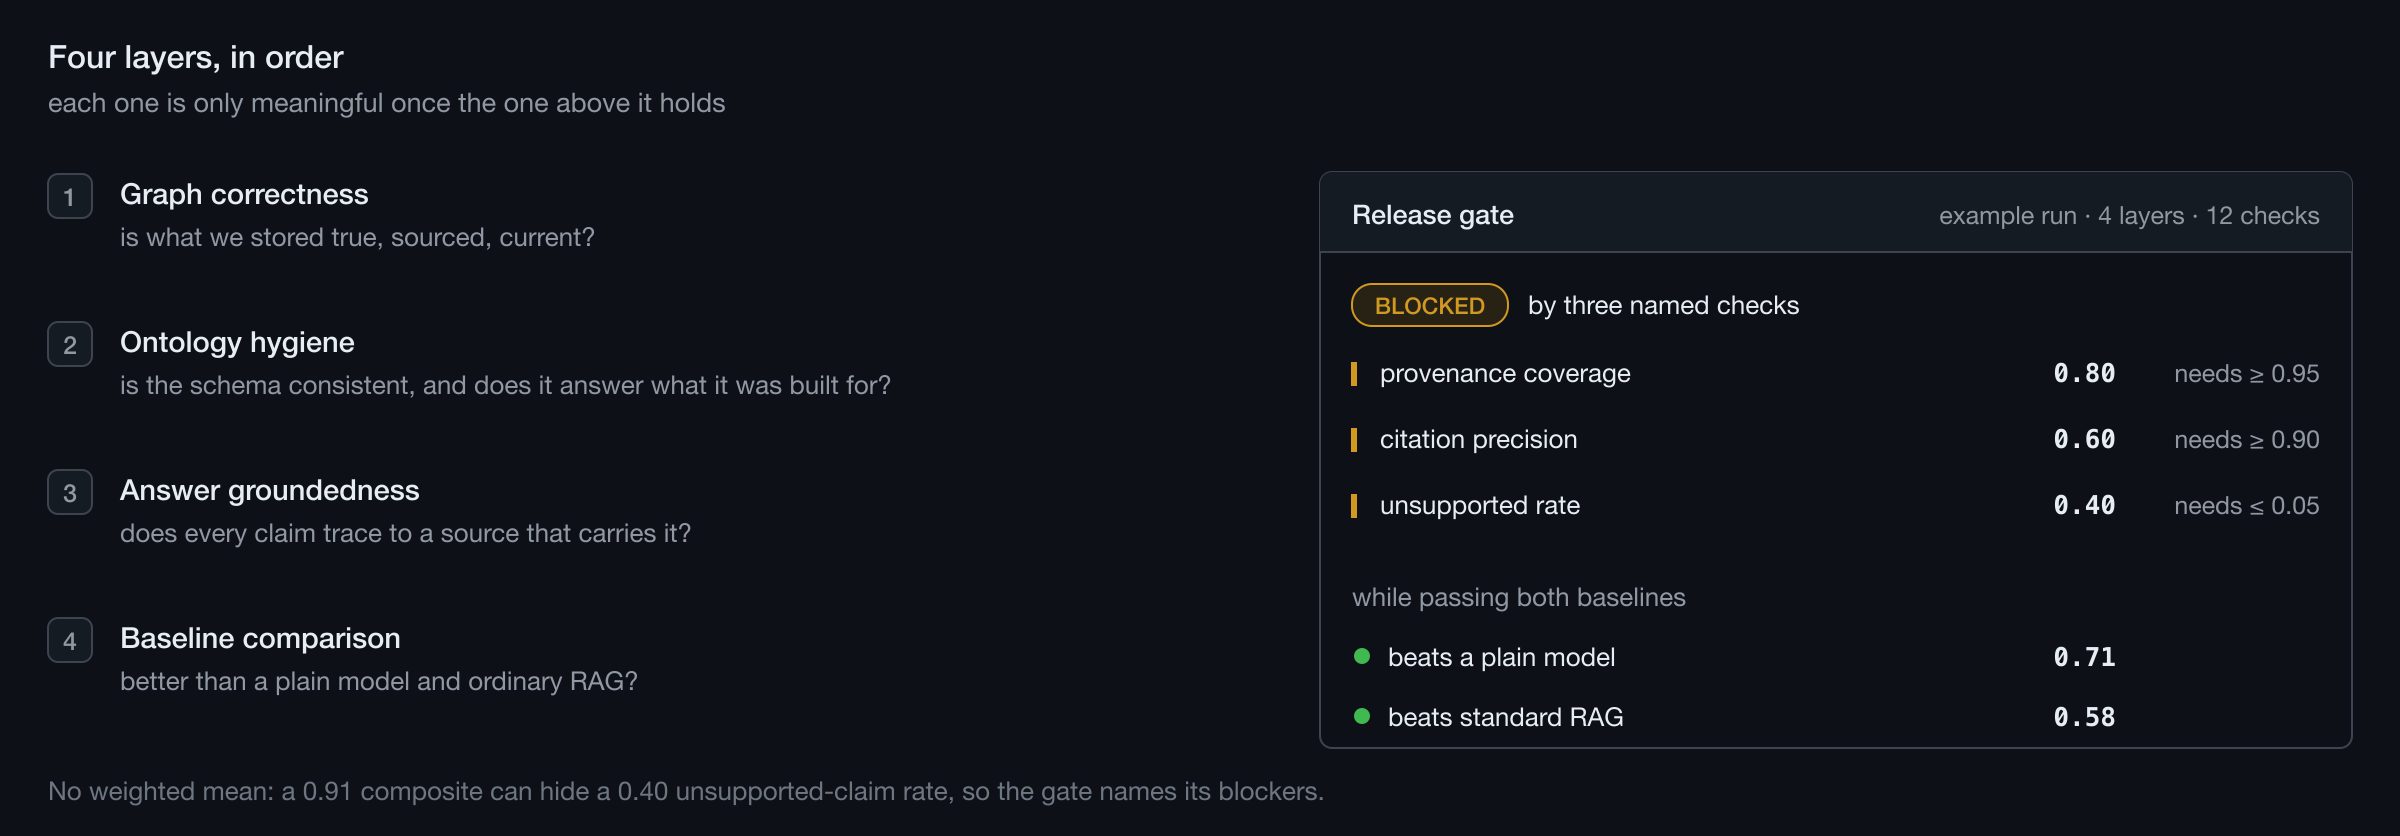 Four layers, in order
each one is only meaningful once the one above it holds
1
Graph correctness
is what we stored true, sourced, current?
2
Ontology hygiene
is the schema consistent, and does it answer what it was built for?
3
Answer groundedness
does every claim trace to a source that carries it?
4
Baseline comparison
better than a plain model and ordinary RAG?
Release gate
example run · 4 layers · 12 checks
BLOCKED by three named checks
provenance coverage 0.80 needs ≥ 0.95
citation precision 0.60 needs ≥ 0.90
unsupported rate 0.40 needs ≤ 0.05
while passing both baselines
beats a plain model 0.71
beats standard RAG 0.58
No weighted mean: a 0.91 composite can hide a 0.40 unsupported-claim rate, so the gate names its blockers.